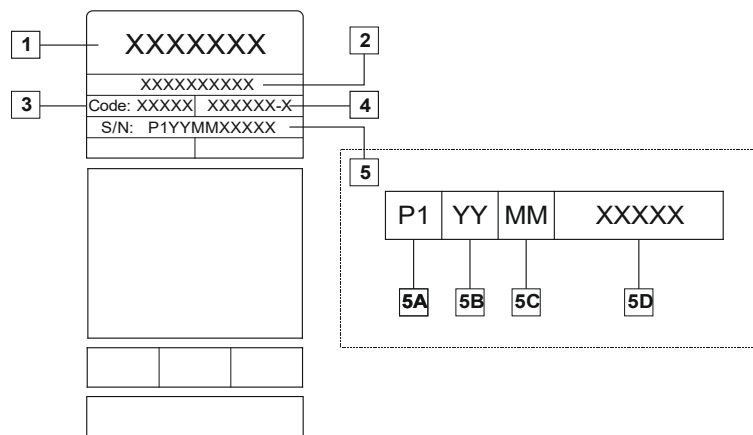 1 XXXXXXX 2
XXXXXXXXXX
3 Code: XXXXX XXXXXX-X 4
S/N: P1YYMMXXXXX
5
P1 YY MM XXXXX
5A 5B 5C 5D